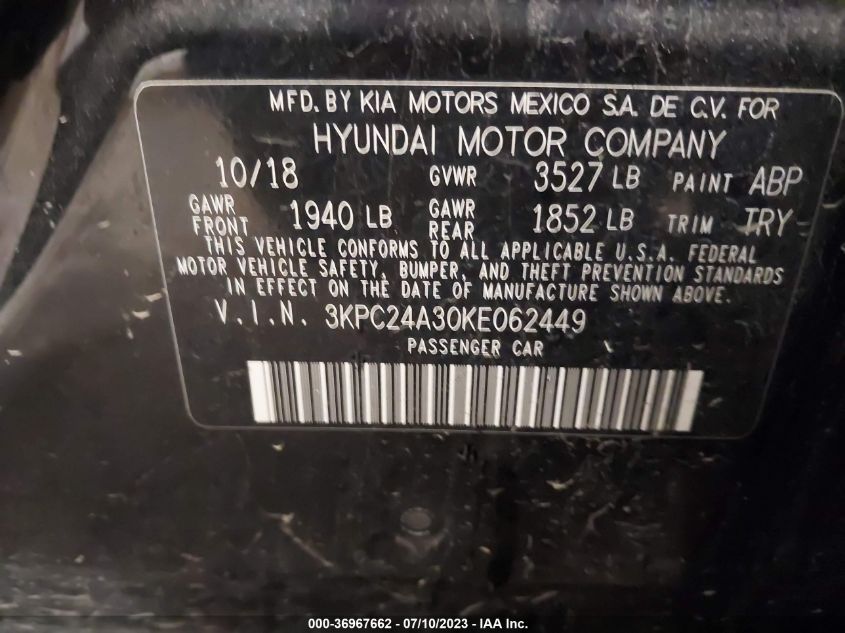 MFD. BY KIA MOTORS MEXICO S.A. DE C.V. FOR
HYUNDAI MOTOR COMPANY
10/18 GVWR 3527 LB PAINT ABP
GAWR FRONT 1940 LB GAWR REAR 1852 LB TRIM TRY
THIS VEHICLE CONFORMS TO ALL APPLICABLE U.S.A. FEDERAL
MOTOR VEHICLE SAFETY, BUMPER, AND THEFT PREVENTION STANDARDS
IN EFFECT ON THE DATE OF MANUFACTURE SHOWN ABOVE.
V.I.N. 3KPC24A30KE062449
PASSENGER CAR
000-36967662 - 07/10/2023 - IAA Inc.